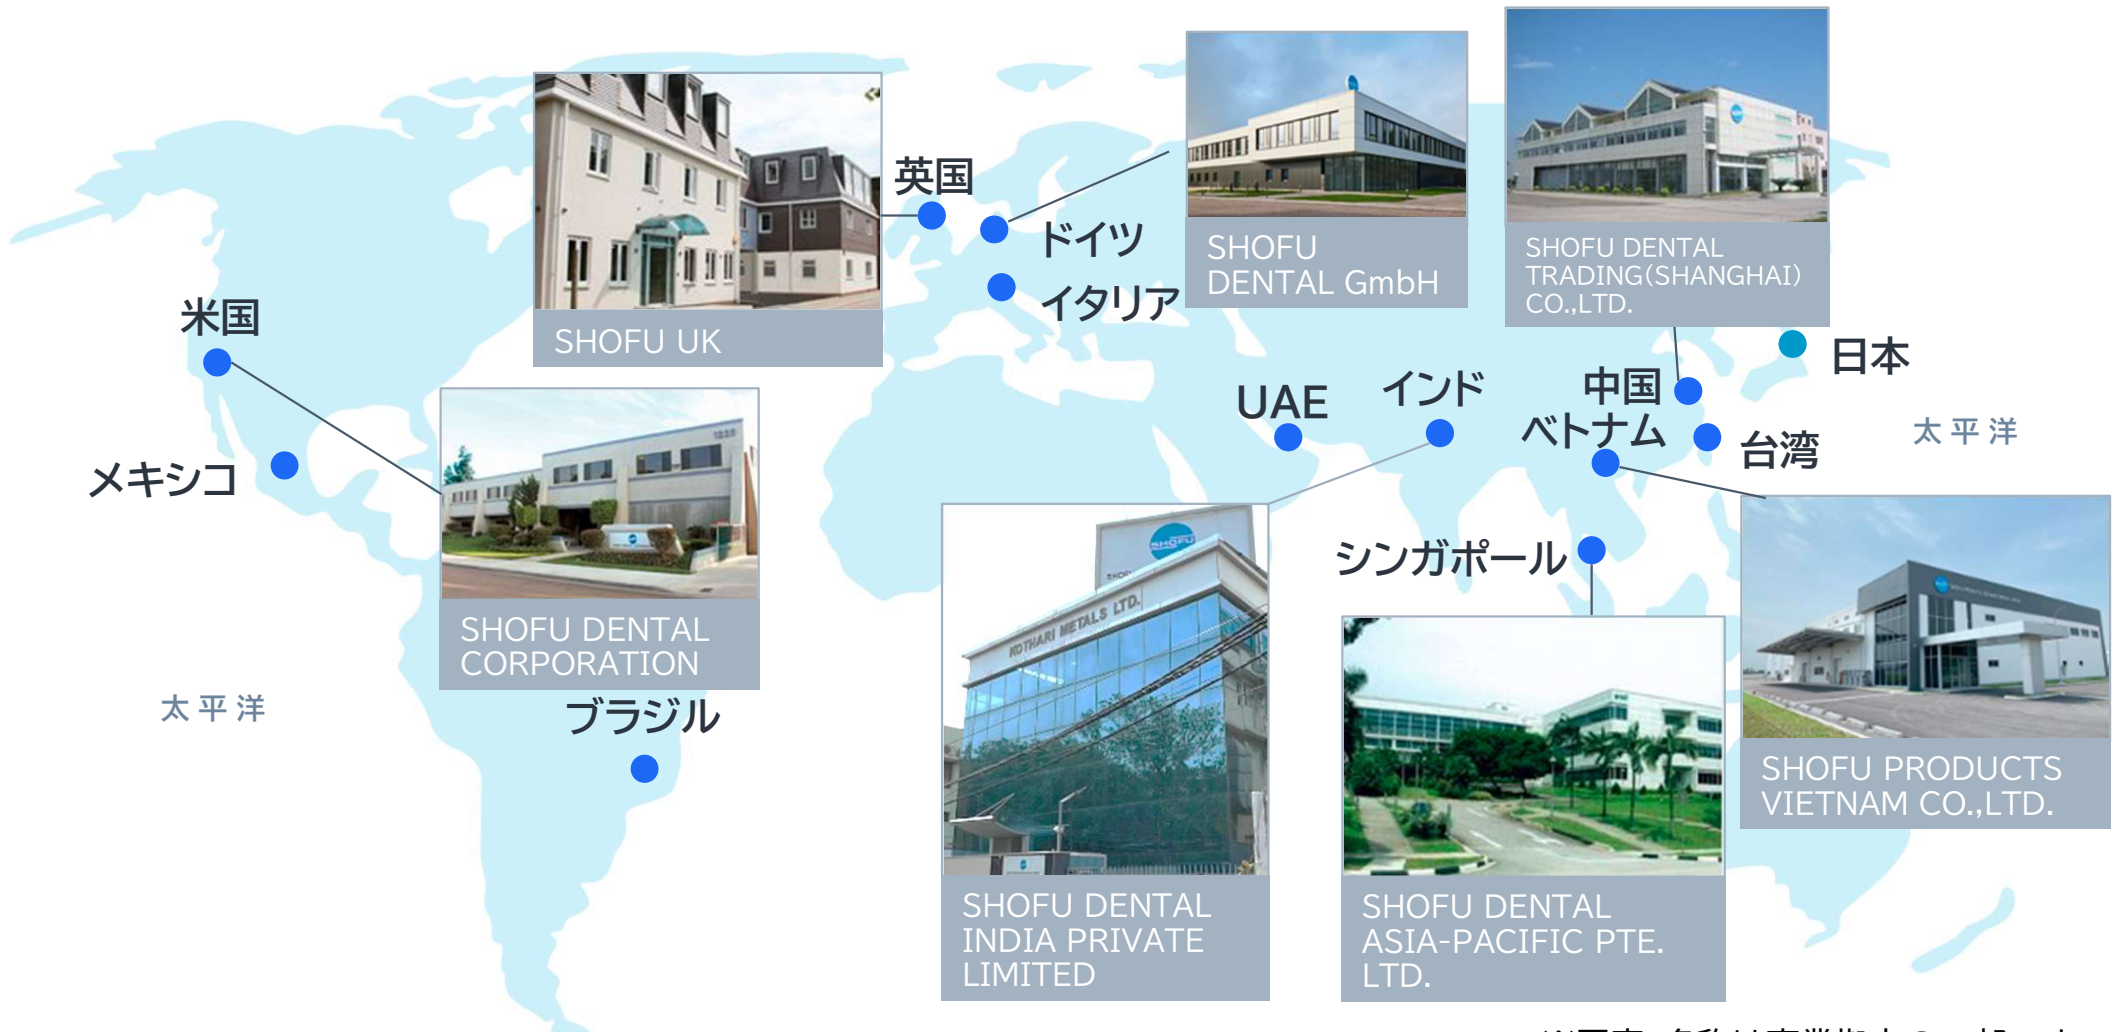 英国
ドイツ
イタリア
SHOFU UK
SHOFU
DENTAL GmbH
SHOFU DENTAL
TRADING(SHANGHAI)
CO.,LTD.
米国
メキシコ
1225
SHOFU DENTAL
CORPORATION
ブラジル
太平洋
UAE
インド
中国
ベトナム
台湾
日本
太平洋
シンガポール
SHOFU
KOTHARI METALS LTD.
SHOFU DENTAL
INDIA PRIVATE
LIMITED
SHOFU DENTAL
ASIA-PACIFIC PTE.
LTD.
SHOFU PRODUCTS
VIETNAM CO.,LTD.